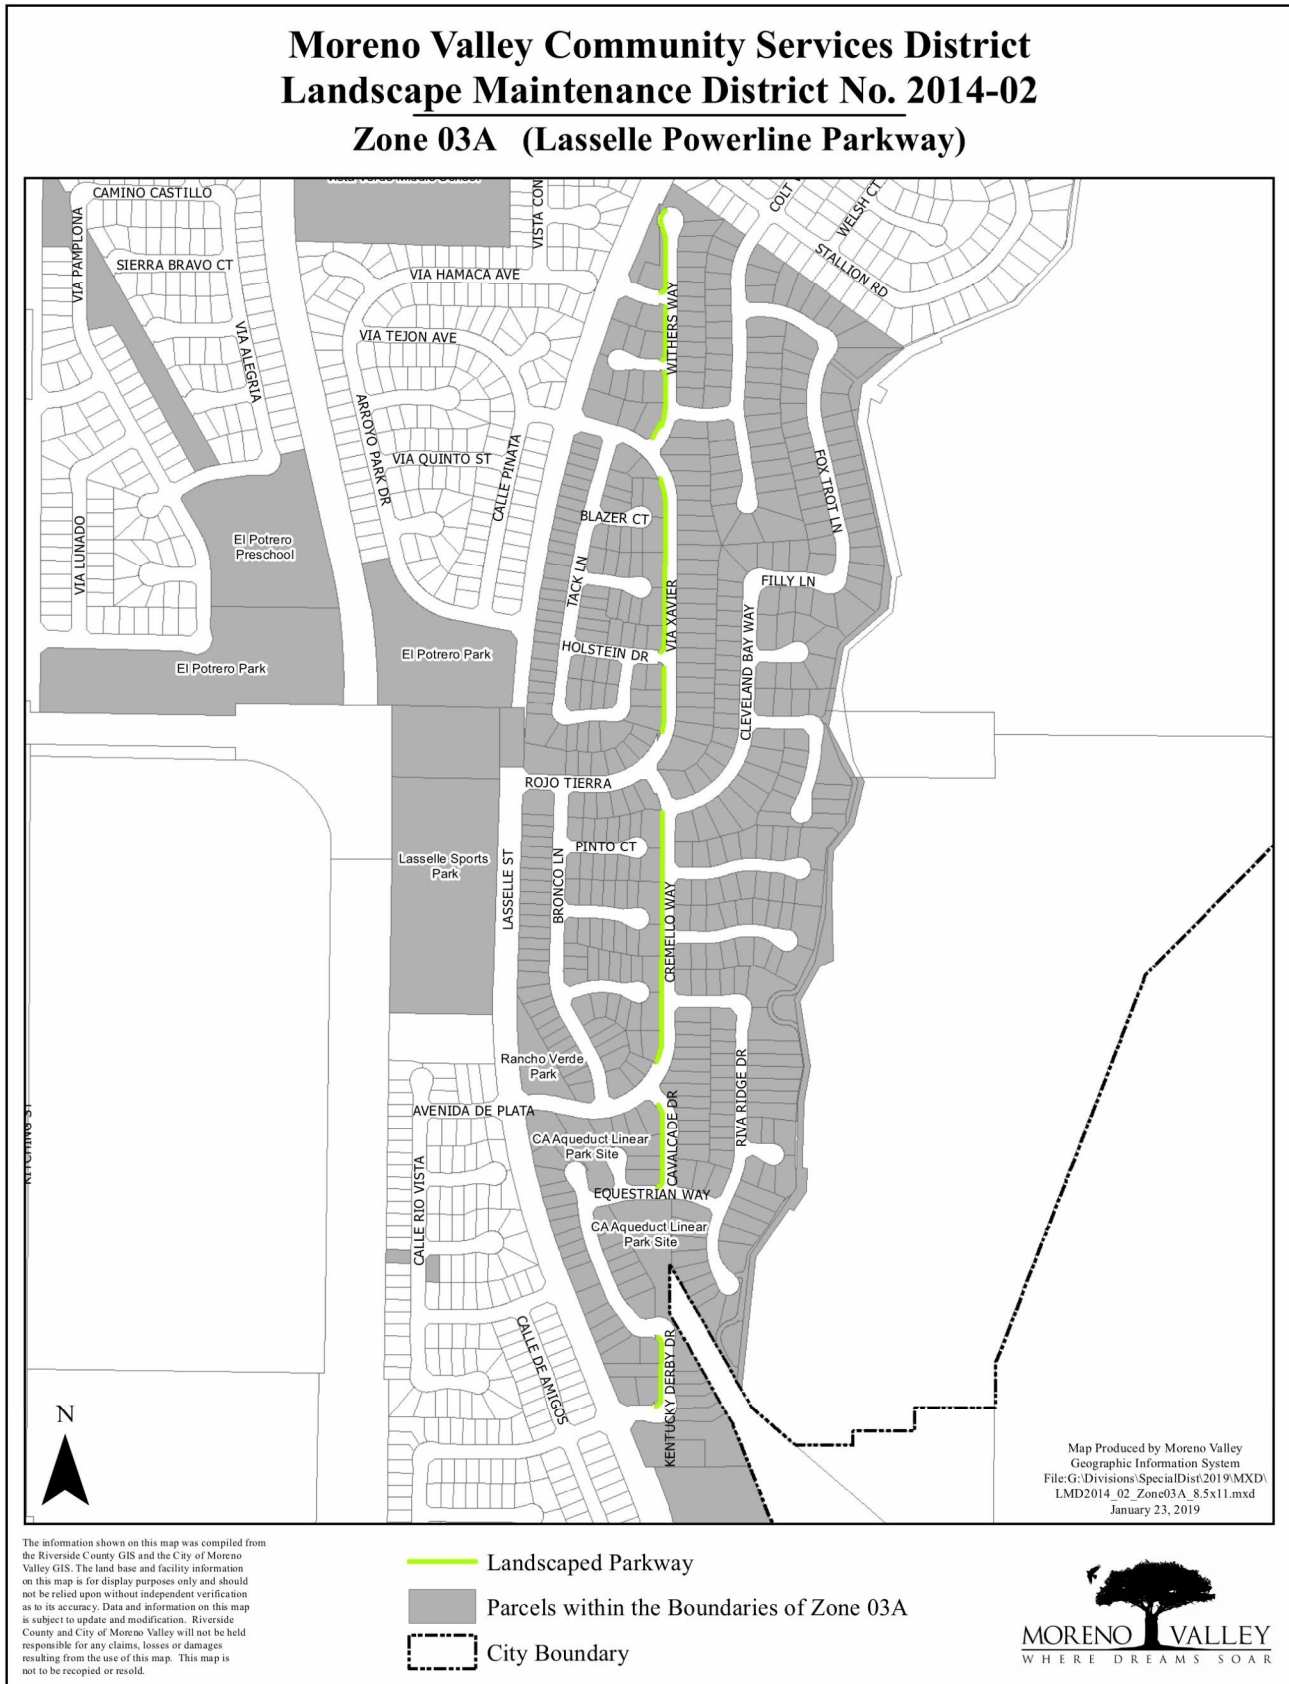 Moreno Valley Community Services District
Landscape Maintenance District No. 2014-02
Zone 03A (Lasselle Powerline Parkway)
CAMINO CASTILLO
VISTA CON
COLT
WELSH CT
VIA PAMPLONA
SIERRA BRAVO CT
VIA HAMACA AVE
STALLION RD
VIA ALEGRIA
VIA TEJON AVE
WITHERS WAY
ARROYO PARK DR
VIA QUINTO ST
CALLE PINATA
FOX TROT LN
BLAZER CT
VIA LUNADO
El Potrero
Preschool
TACK LN
FILLY LN
VIA XAVIER
CLEVELAND BAY WAY
HOLSTEIN DR
El Potrero Park
El Potrero Park
ROJO TIERRA
PINTO CT
Lasselle Sports
Park
LASSELLE ST
BRONCO LN
CREMELLO WAY
Rancho Verde
Park
RIVA RIDGE DR
AVENIDA DE PLATA
CAVALCADE DR
CA Aqueduct Linear
Park Site
KITCHING ST
CALLE RIO VISTA
EQUESTRIAN WAY
CA Aqueduct Linear
Park Site
CALLE DE AMIGOS
KENTUCKY DERBY DR
N
Map Produced by Moreno Valley
Geographic Information System
File:G:\Divisions\SpecialDist\2019\MXD\
LMD2014_02_Zone03A_8.5x11.mxd
January 23, 2019
The information shown on this map was compiled from
the Riverside County GIS and the City of Moreno
Valley GIS. The land base and facility information
on this map is for display purposes only and should
not be relied upon without independent verification
as to its accuracy. Data and information on this map
is subject to update and modification. Riverside
County and City of Moreno Valley will not be held
responsible for any claims, losses or damages
resulting from the use of this map. This map is
not to be recopied or resold.
Landscaped Parkway
Parcels within the Boundaries of Zone 03A
City Boundary
MORENO VALLEY
WHERE DREAMS SOAR